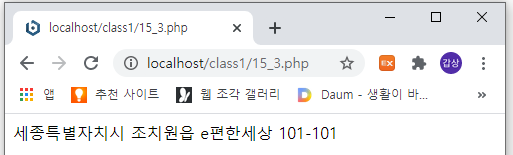 localhost/class1/15_3.php
localhost/class1/15_3.php
갑상
앱 추천 사이트 웹 조각 갤러리 Daum - 생활이 바...
세종특별자치시 조치원읍 e편한세상 101-101